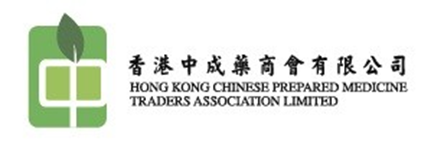 香港中成藥商會有限公司
HONG KONG CHINESE PREPARED MEDICINE
TRADERS ASSOCIATION LIMITED